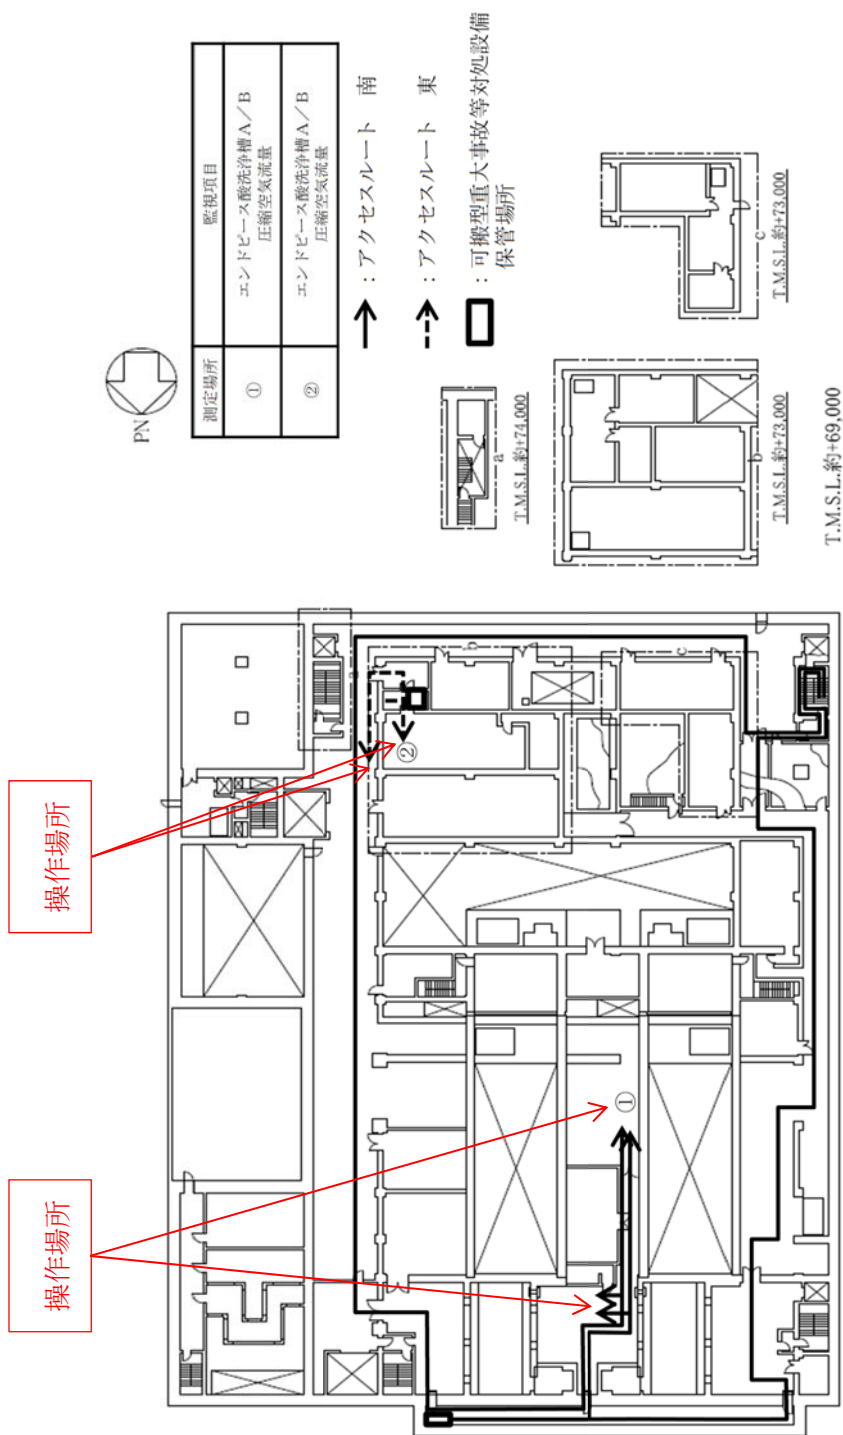 PN
測定場所 監視項目
① エンドピース酸洗浄槽A/B
圧縮空気流量
② エンドピース酸洗浄槽A/B
圧縮空気流量
:アクセスルート 南
:アクセスルート 東
:可搬型重大事故等対処設備
保管場所
a
T.M.S.L.約+74,000
b
T.M.S.L.約+73,000
c
T.M.S.L.約+73,000
T.M.S.L.約+69,000
操作場所
操作場所
①
②
a
b
c